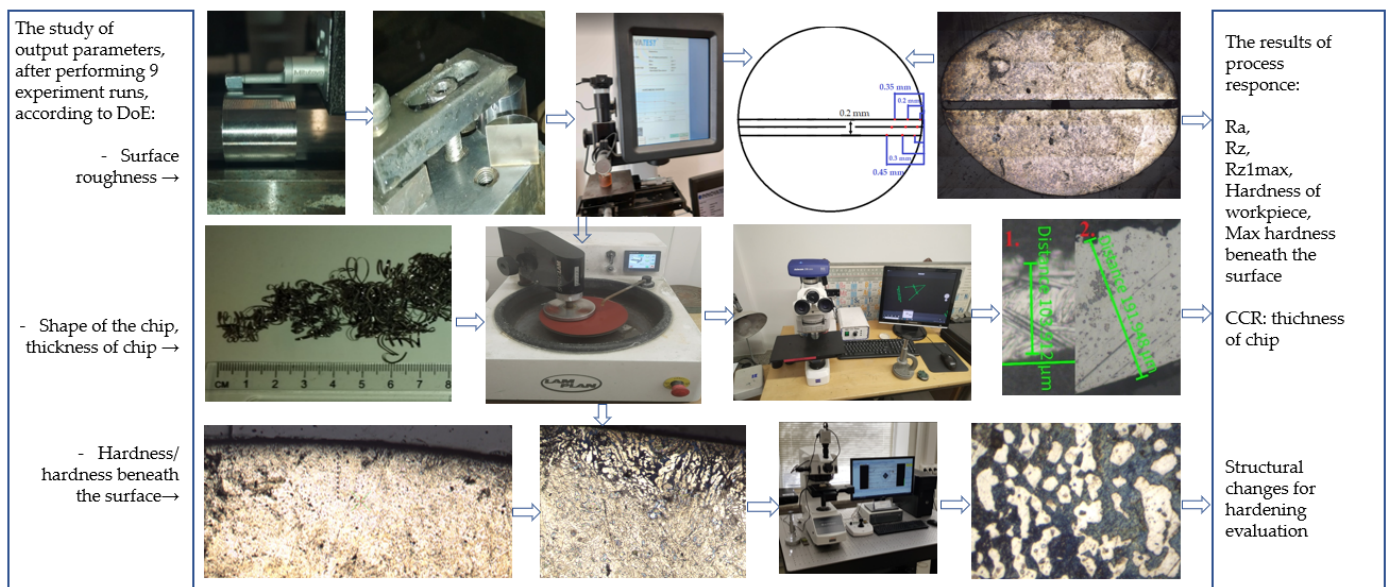 The study of
output parameters,
after performing 9
experiment runs,
according to DoE:
- Surface
roughness →
- Shape of the chip,
thickness of chip →
- Hardness/
hardness beneath
the surface→
0.35 mm
0.2 mm
0.2 mm
0.3 mm
0.45 mm
CM 1 2 3 4 5 6 7 8
LAM PLAN
1.
2.
The results of
process
responce:
Ra,
Rz,
Rz1max,
Hardness of
workpiece,
Max hardness
beneath the
surface
CCR: thichness
of chip
Structural
changes for
hardening
evaluation